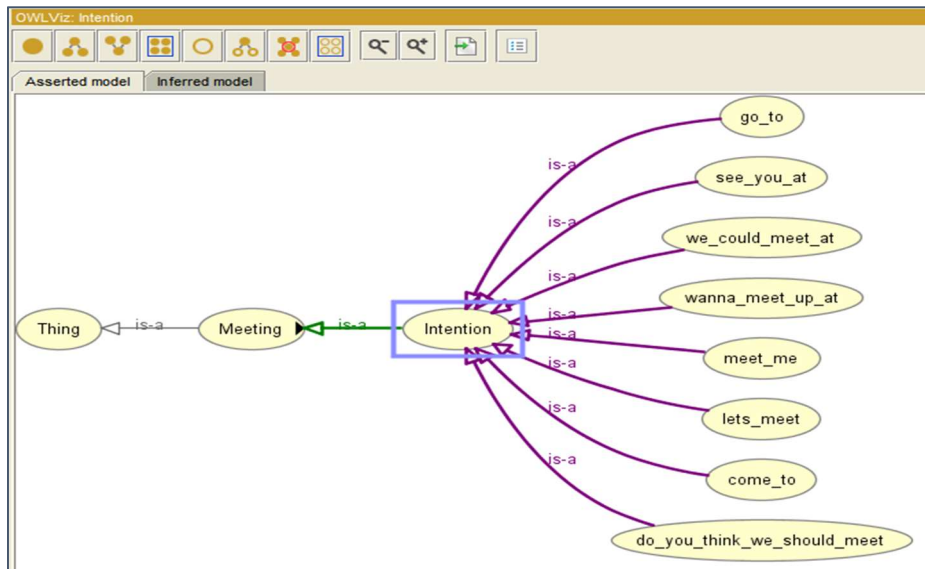 OWLViz: Intention
Asserted model
Inferred model
go_to
is-a
see_you_at
is-a
we_could_meet_at
is-a
wanna_meet_up_at
is-a
Thing
is-a
Meeting
is-a
Intention
is-a
meet_me
is-a
lets_meet
come_to
is-a
do_you_think_we_should_meet